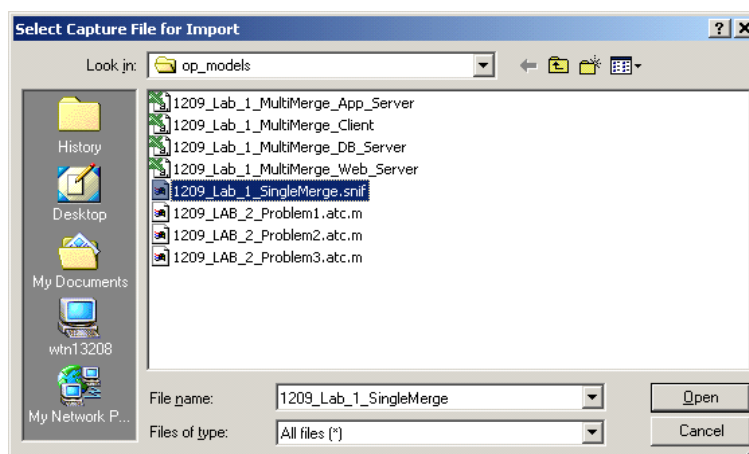 Select Capture File for Import
Look in: op_models
History
Desktop
My Documents
wtn13208
My Network P...
1209_Lab_1_MultiMerge_App_Server
1209_Lab_1_MultiMerge_Client
1209_Lab_1_MultiMerge_DB_Server
1209_Lab_1_MultiMerge_Web_Server
1209_Lab_1_SingleMerge.snif
1209_LAB_2_Problem1.atc.m
1209_LAB_2_Problem2.atc.m
1209_LAB_2_Problem3.atc.m
File name: 1209_Lab_1_SingleMerge Open
Files of type: All files (*) Cancel